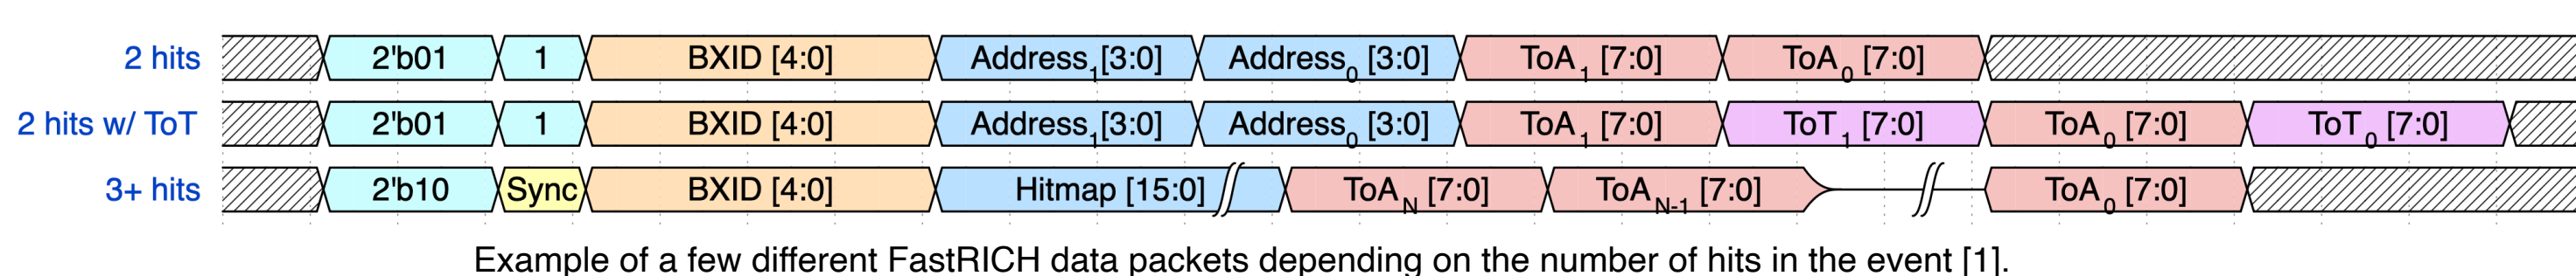 2 hits 2'b01 1 BXID [4:0] Address1[3:0] Address0 [3:0] ToA1 [7:0] ToA0 [7:0]
2 hits w/ ToT 2'b01 1 BXID [4:0] Address1[3:0] Address0 [3:0] ToA1 [7:0] ToT1 [7:0] ToA0 [7:0] ToT0 [7:0]
3+ hits 2'b10 Sync BXID [4:0] Hitmap [15:0] ToAN [7:0] ToAN-1 [7:0] ToA0 [7:0]
Example of a few different FastRICH data packets depending on the number of hits in the event [1].